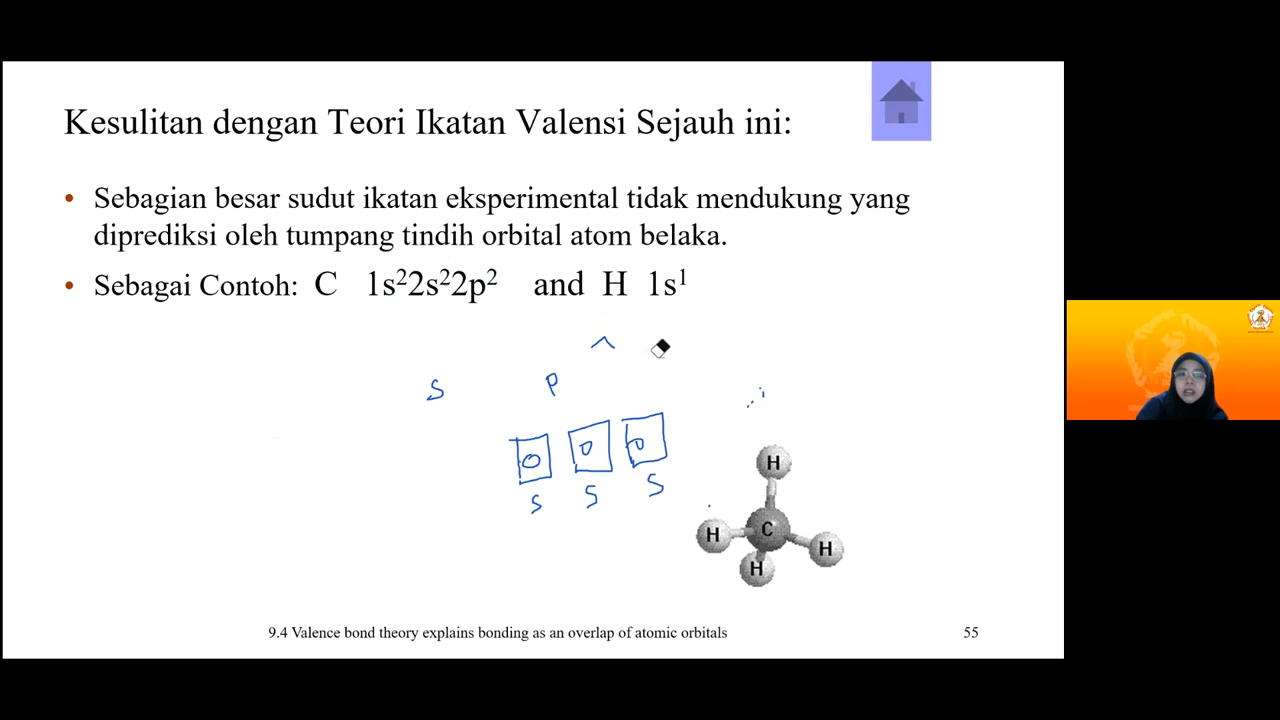 Kesulitan dengan Teori Ikatan Valensi Sejauh ini:
• Sebagian besar sudut ikatan eksperimental tidak mendukung yang
diprediksi oleh tumpang tindih orbital atom belaka.
• Sebagai Contoh: C 1s²2s²2p² and H 1s¹
S P
S S S
H
H C H
H
9.4 Valence bond theory explains bonding as an overlap of atomic orbitals 55